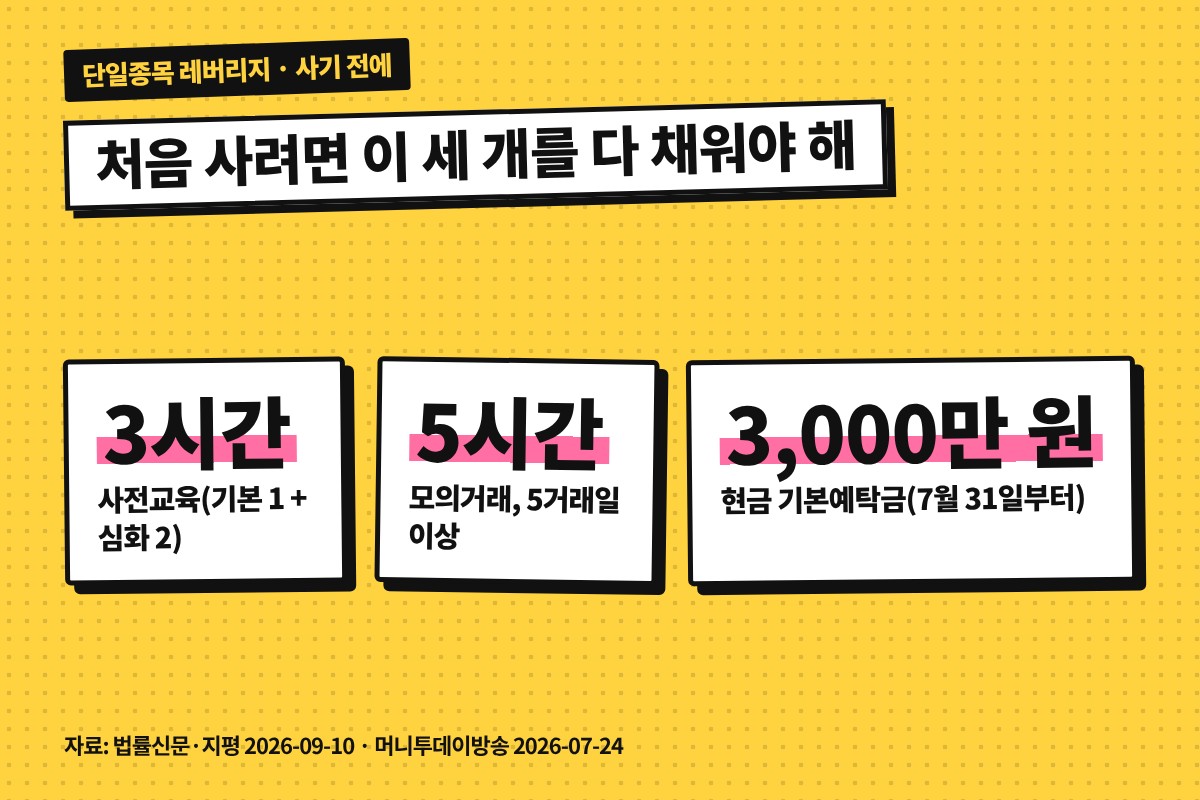 단일종목 레버리지 · 사기 전에
처음 사려면 이 세 개를 다 채워야 해
3시간
사전교육(기본 1 +
심화 2)
5시간
모의거래, 5거래일
이상
3,000만 원
현금 기본예탁금(7월 31일부터)
자료: 법률신문·지평 2026-09-10 · 머니투데이방송 2026-07-24